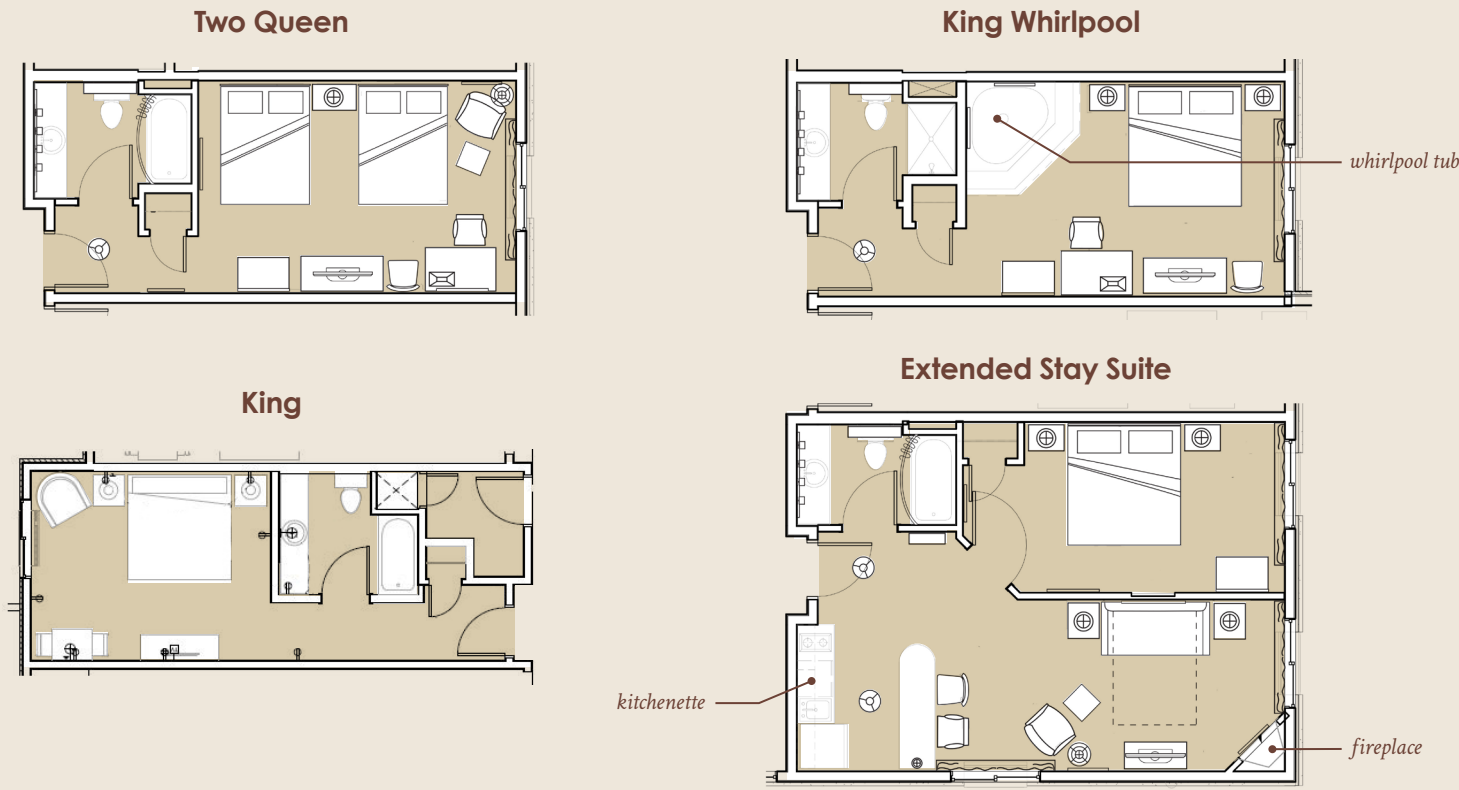 Two Queen
King Whirlpool
whirlpool tub
King
Extended Stay Suite
kitchenette
fireplace